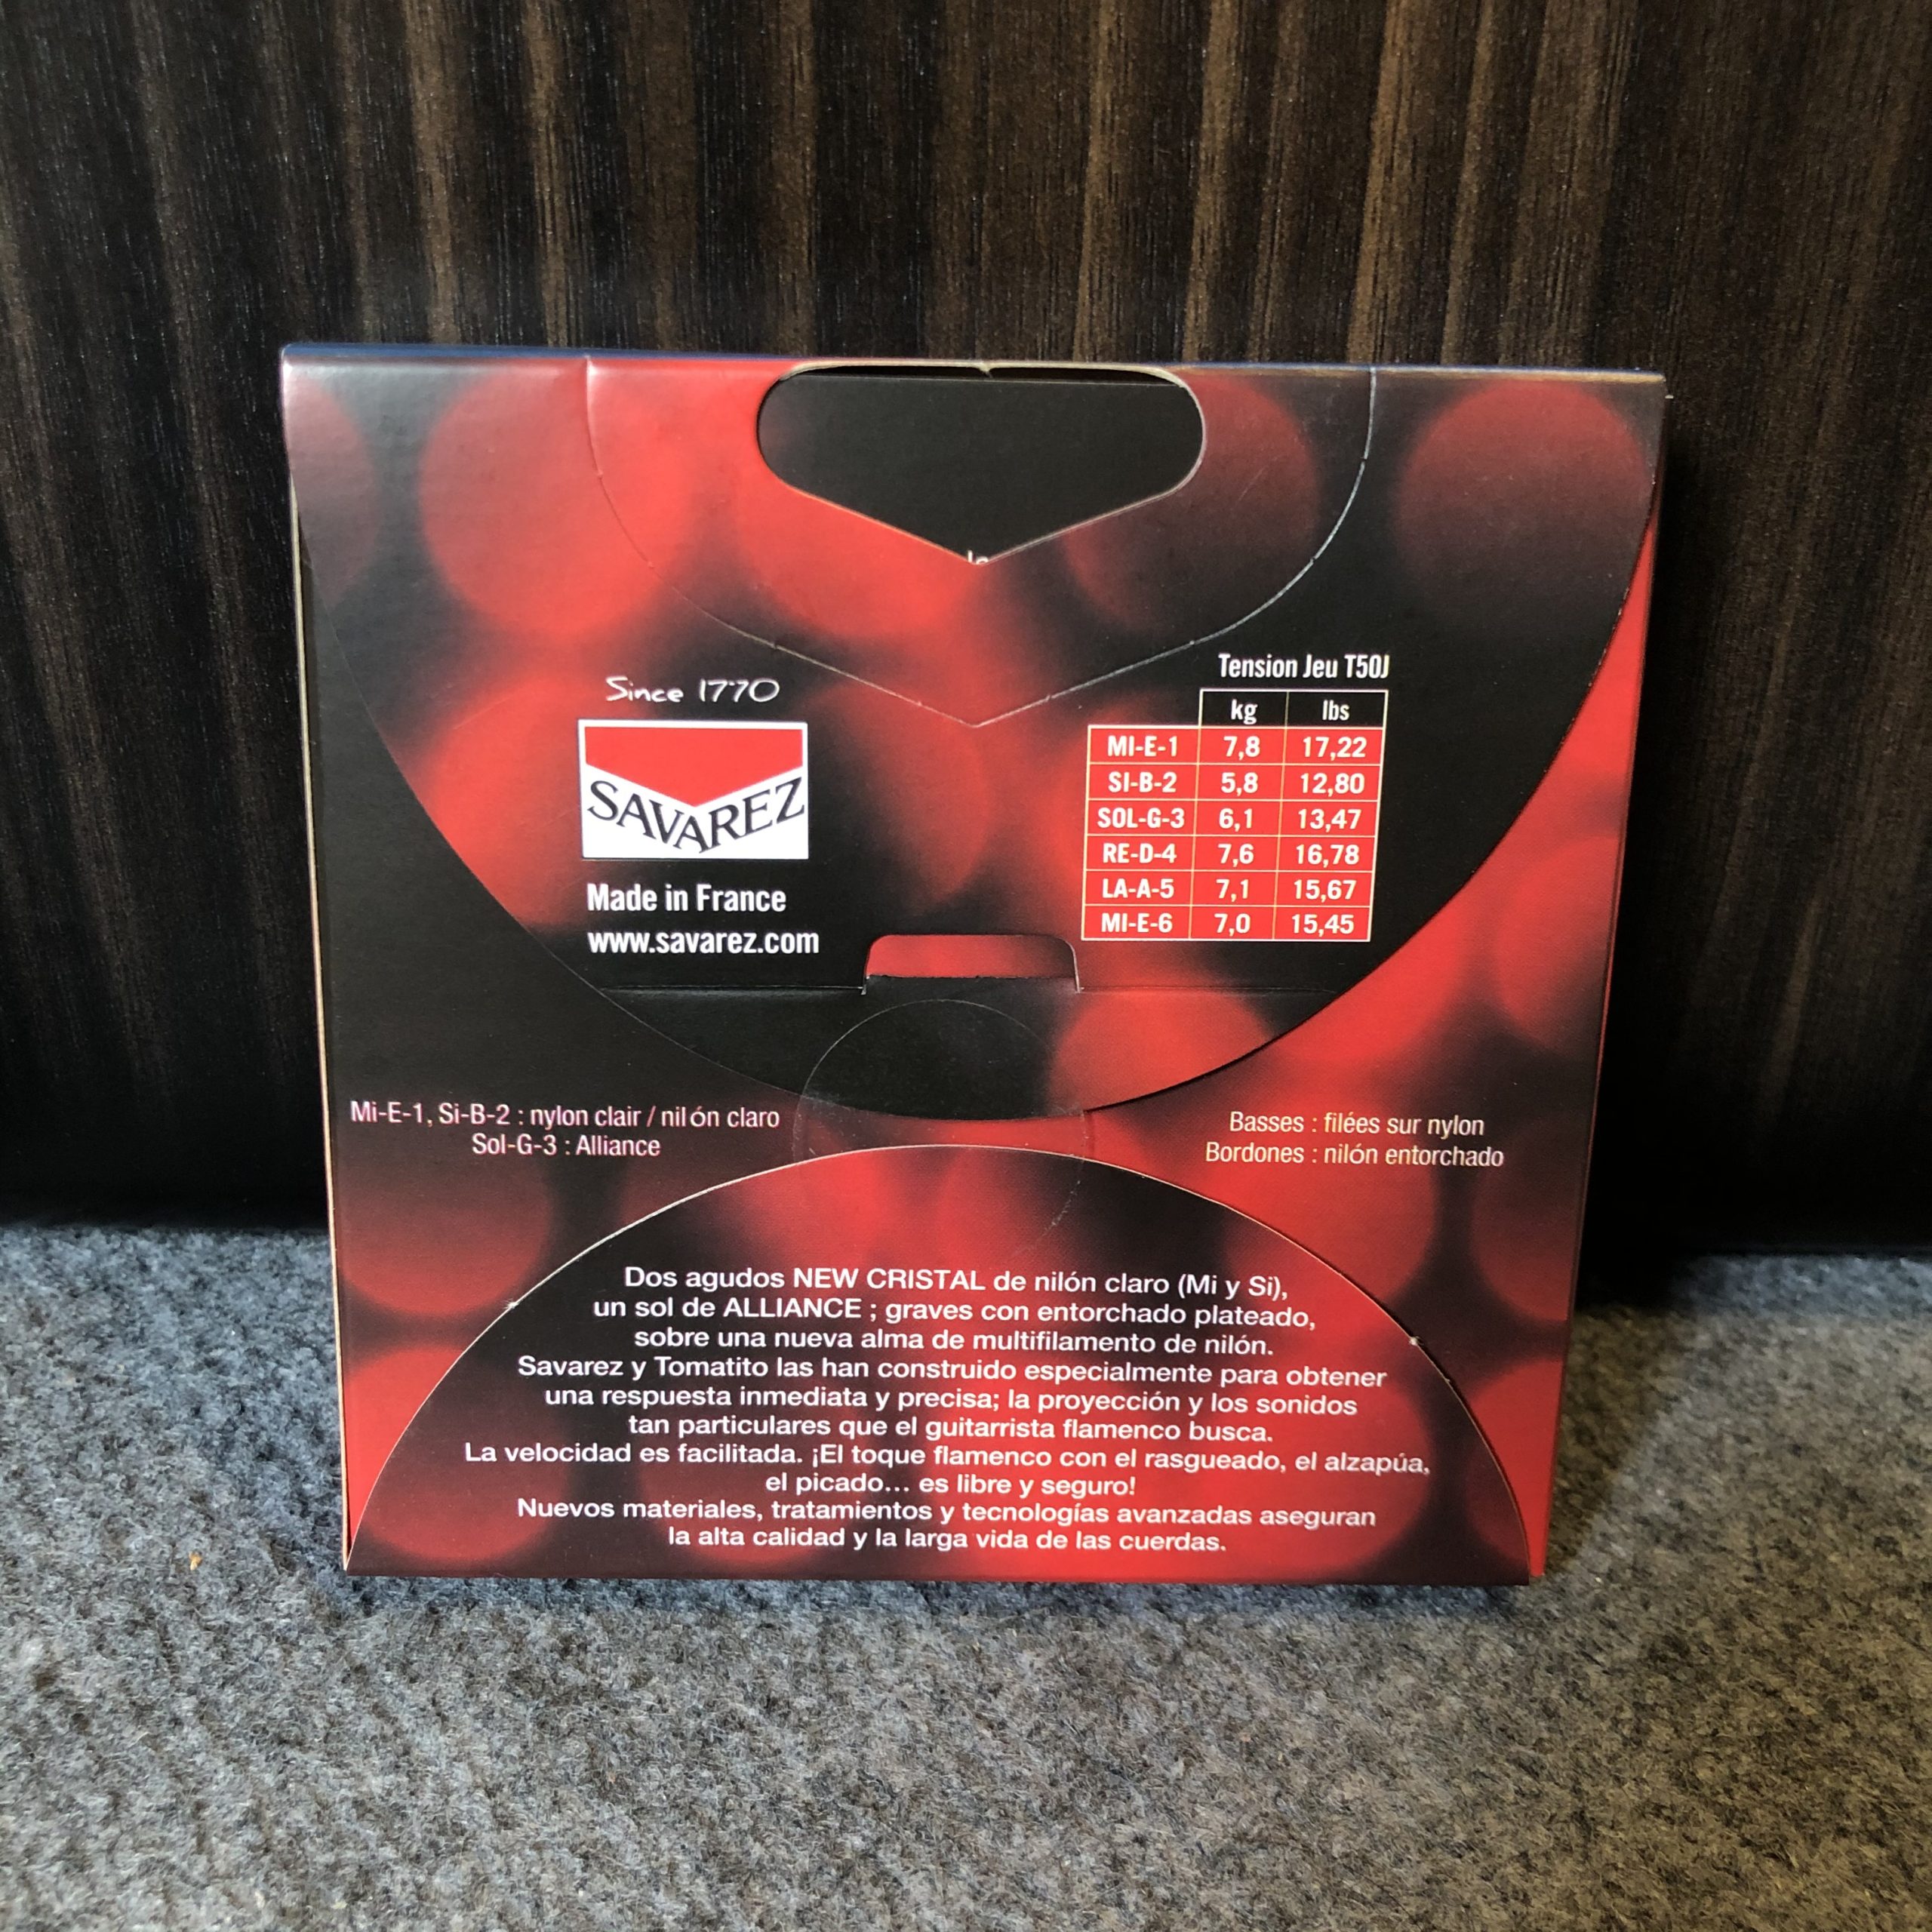 Since 1770
SAVAREZ
Made in France
www.savarez.com
Tension Jeu T50J
kg lbs
MI-E-1 7,8 17,22
SI-B-2 5,8 12,80
SOL-G-3 6,1 13,47
RE-D-4 7,6 16,78
LA-A-5 7,1 15,67
MI-E-6 7,0 15,45
Mi-E-1, Si-B-2 : nylon clair / nilón claro
Sol-G-3 : Alliance
Basses : filées sur nylon
Bordones : nilón entorchado
Dos agudos NEW CRISTAL de nilón claro (Mi y Si),
un sol de ALLIANCE ; graves con entorchado plateado,
sobre una nueva alma de multifilamento de nilón.
Savarez y Tomatito las han construido especialmente para obtener
una respuesta inmediata y precisa; la proyección y los sonidos
tan particulares que el guitarrista flamenco busca.
La velocidad es facilitada. ¡El toque flamenco con el rasgueado, el alzapúa,
el picado... es libre y seguro!
Nuevos materiales, tratamientos y tecnologías avanzadas aseguran
la alta calidad y la larga vida de las cuerdas.